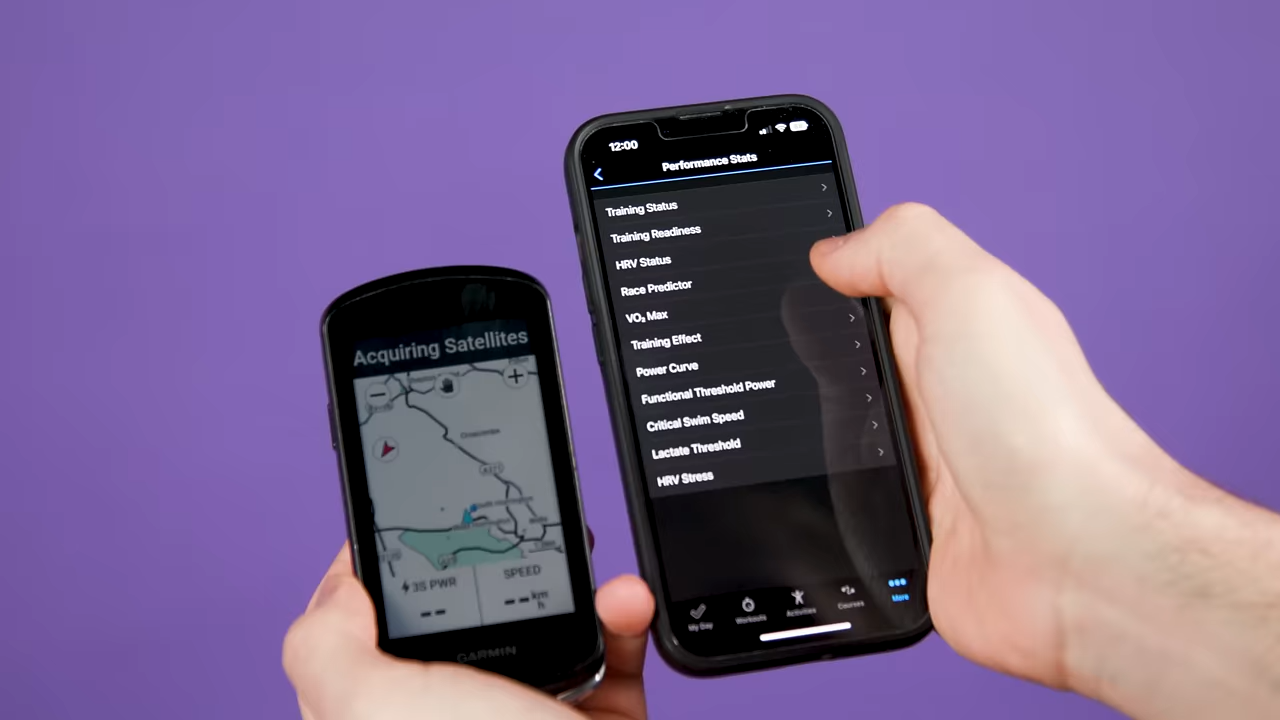 12:00
Performance Stats
Training Status
Training Readiness
HRV Status
Race Predictor
VO₂ Max
Training Effect
Power Curve
Functional Threshold Power
Critical Swim Speed
Lactate Threshold
HRV Stress
My Day
Workouts
Activities
Courses
More
Acquiring Satellites
3S PWR
SPEED
-- --
-- -- km
h
GARMIN